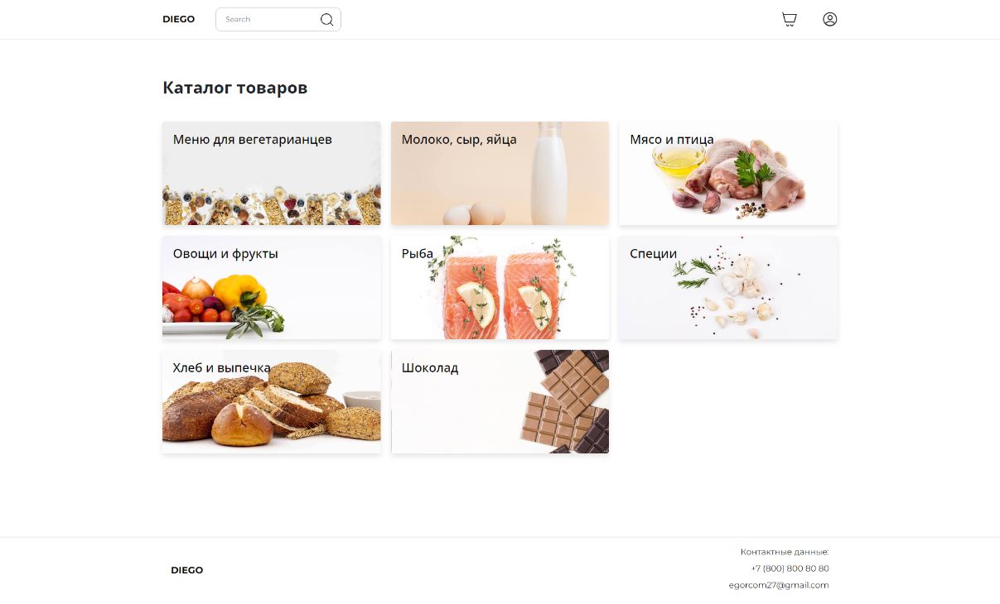 DIEGO
Search
Каталог товаров
Меню для вегетарианцев
Молоко, сыр, яйца
Мясо и птица
Овощи и фрукты
Рыба
Специи
Хлеб и выпечка
Шоколад
DIEGO
Контактные данные:
+7 (800) 800 80 80
egorcom27@gmail.com